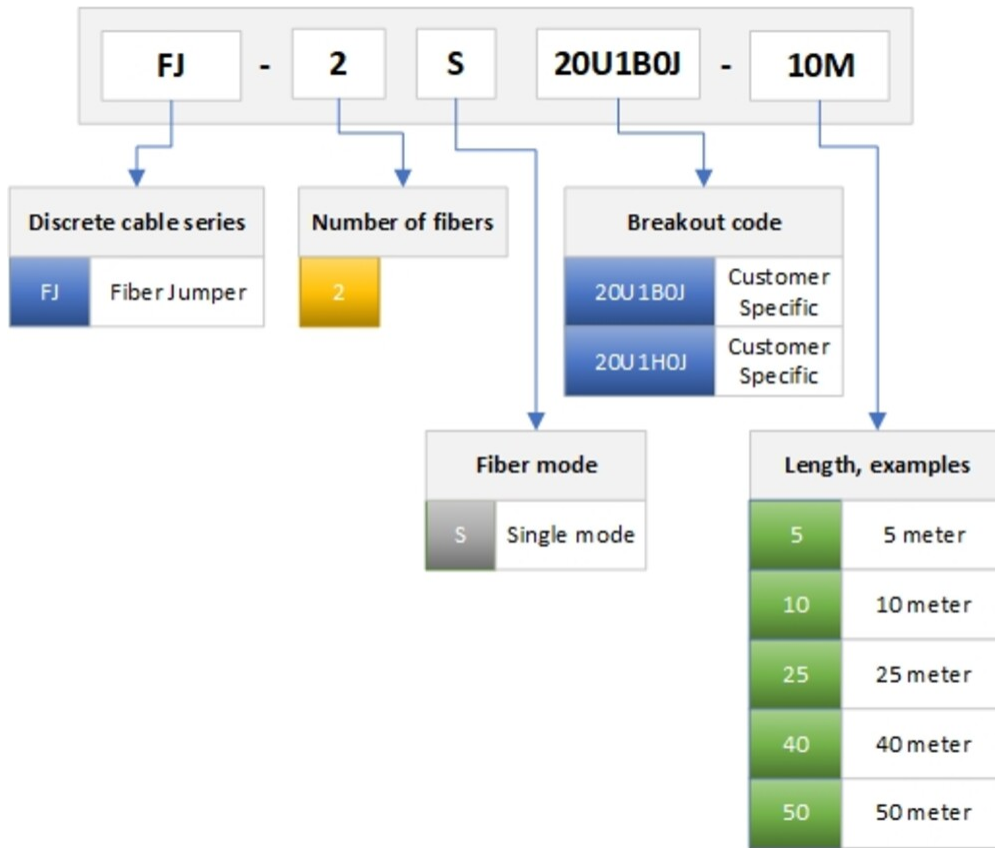 FJ - 2 S 20U1B0J - 10M
Discrete cable series
FJ Fiber Jumper
Number of fibers
2
Breakout code
20U1B0J Customer
Specific
20U1H0J Customer
Specific
Fiber mode
S Single mode
Length, examples
5 5 meter
10 10 meter
25 25 meter
40 40 meter
50 50 meter